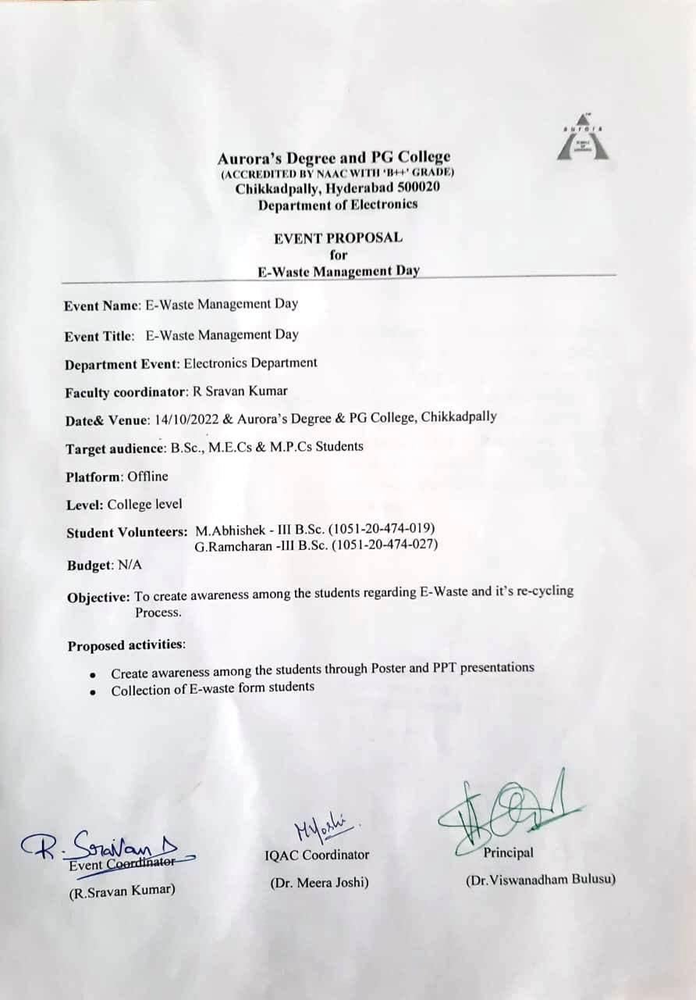 aurora
Aurora's Degree and PG College
(ACCREDITED BY NAAC WITH 'B++' GRADE)
Chikkadpally, Hyderabad 500020
Department of Electronics
EVENT PROPOSAL
for
E-Waste Management Day
Event Name: E-Waste Management Day
Event Title: E-Waste Management Day
Department Event: Electronics Department
Faculty coordinator: R Sravan Kumar
Date& Venue: 14/10/2022 & Aurora's Degree & PG College, Chikkadpally
Target audience: B.Sc., M.E.Cs & M.P.Cs Students
Platform: Offline
Level: College level
Student Volunteers: M.Abhishek - III B.Sc. (1051-20-474-019)
G.Ramcharan -III B.Sc. (1051-20-474-027)
Budget: N/A
Objective: To create awareness among the students regarding E-Waste and it's re-cycling
Process.
Proposed activities:
• Create awareness among the students through Poster and PPT presentations
• Collection of E-waste form students
R. Sravan
MJoshi
Event Coordinator IQAC Coordinator Principal
(R.Sravan Kumar) (Dr. Meera Joshi) (Dr.Viswanadham Bulusu)